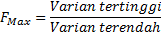 F_Max = Varian tertinggi / Varian terendah